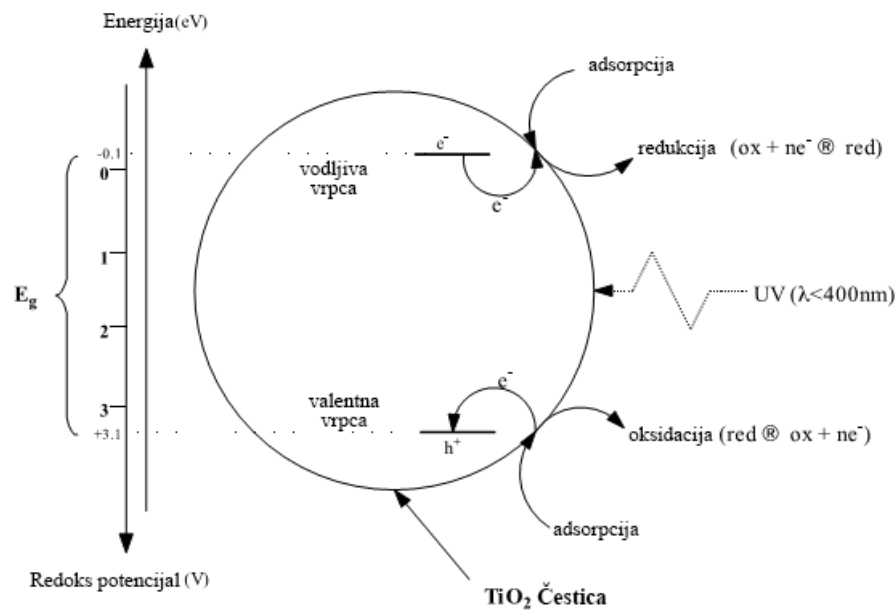 Energija(eV)
adsorpcija
e⁻
redukcija (ox + ne⁻ ® red)
-0.1
0
vodljiva
vrpca
e⁻
1
E_g
UV (λ<400nm)
2
e⁻
3
valentna
vrpca
+3.1
h⁺
oksidacija (red ® ox + ne⁻)
adsorpcija
Redoks potencijal (V)
TiO₂ Čestica